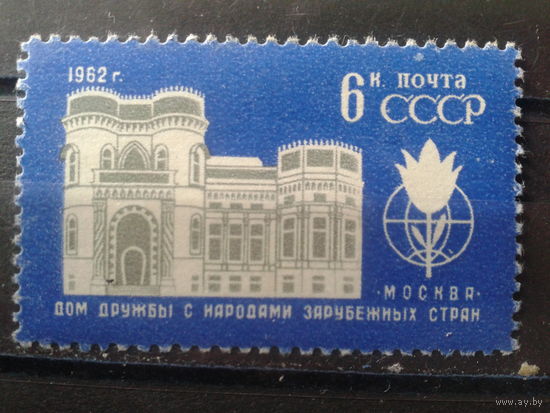 1962 г.
6 к. почта
СССР
· МОСКВА ·
ДОМ ДРУЖБЫ С НАРОДАМИ ЗАРУБЕЖНЫХ СТРАН
© www.ay.by